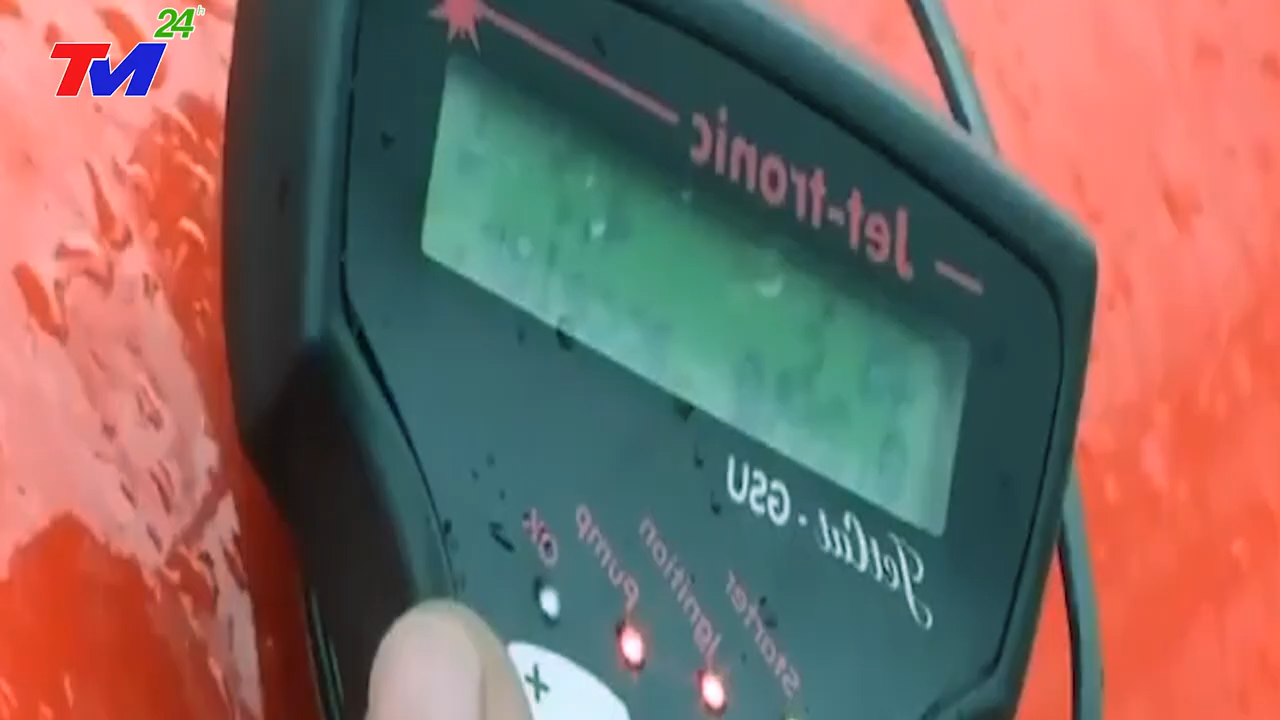 TM 24h
Jet-tronic
JetCat - GSU
Starter
Ignition
Pump
OK
+